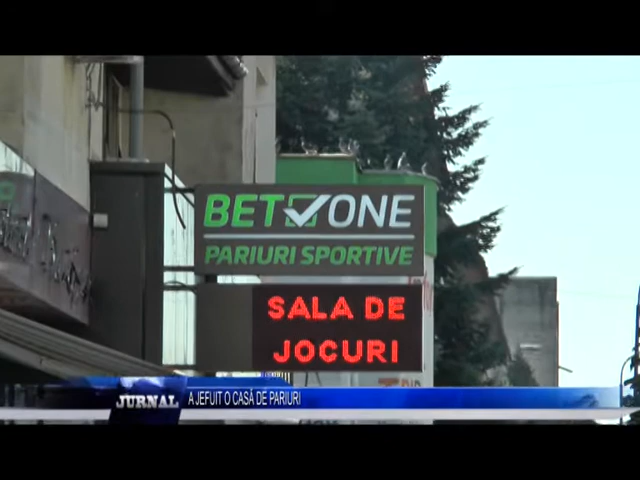 BET ONE
PARIURI SPORTIVE
SALA DE
JOCURI
JURNAL
A JEFUIT O CASĂ DE PARIURI